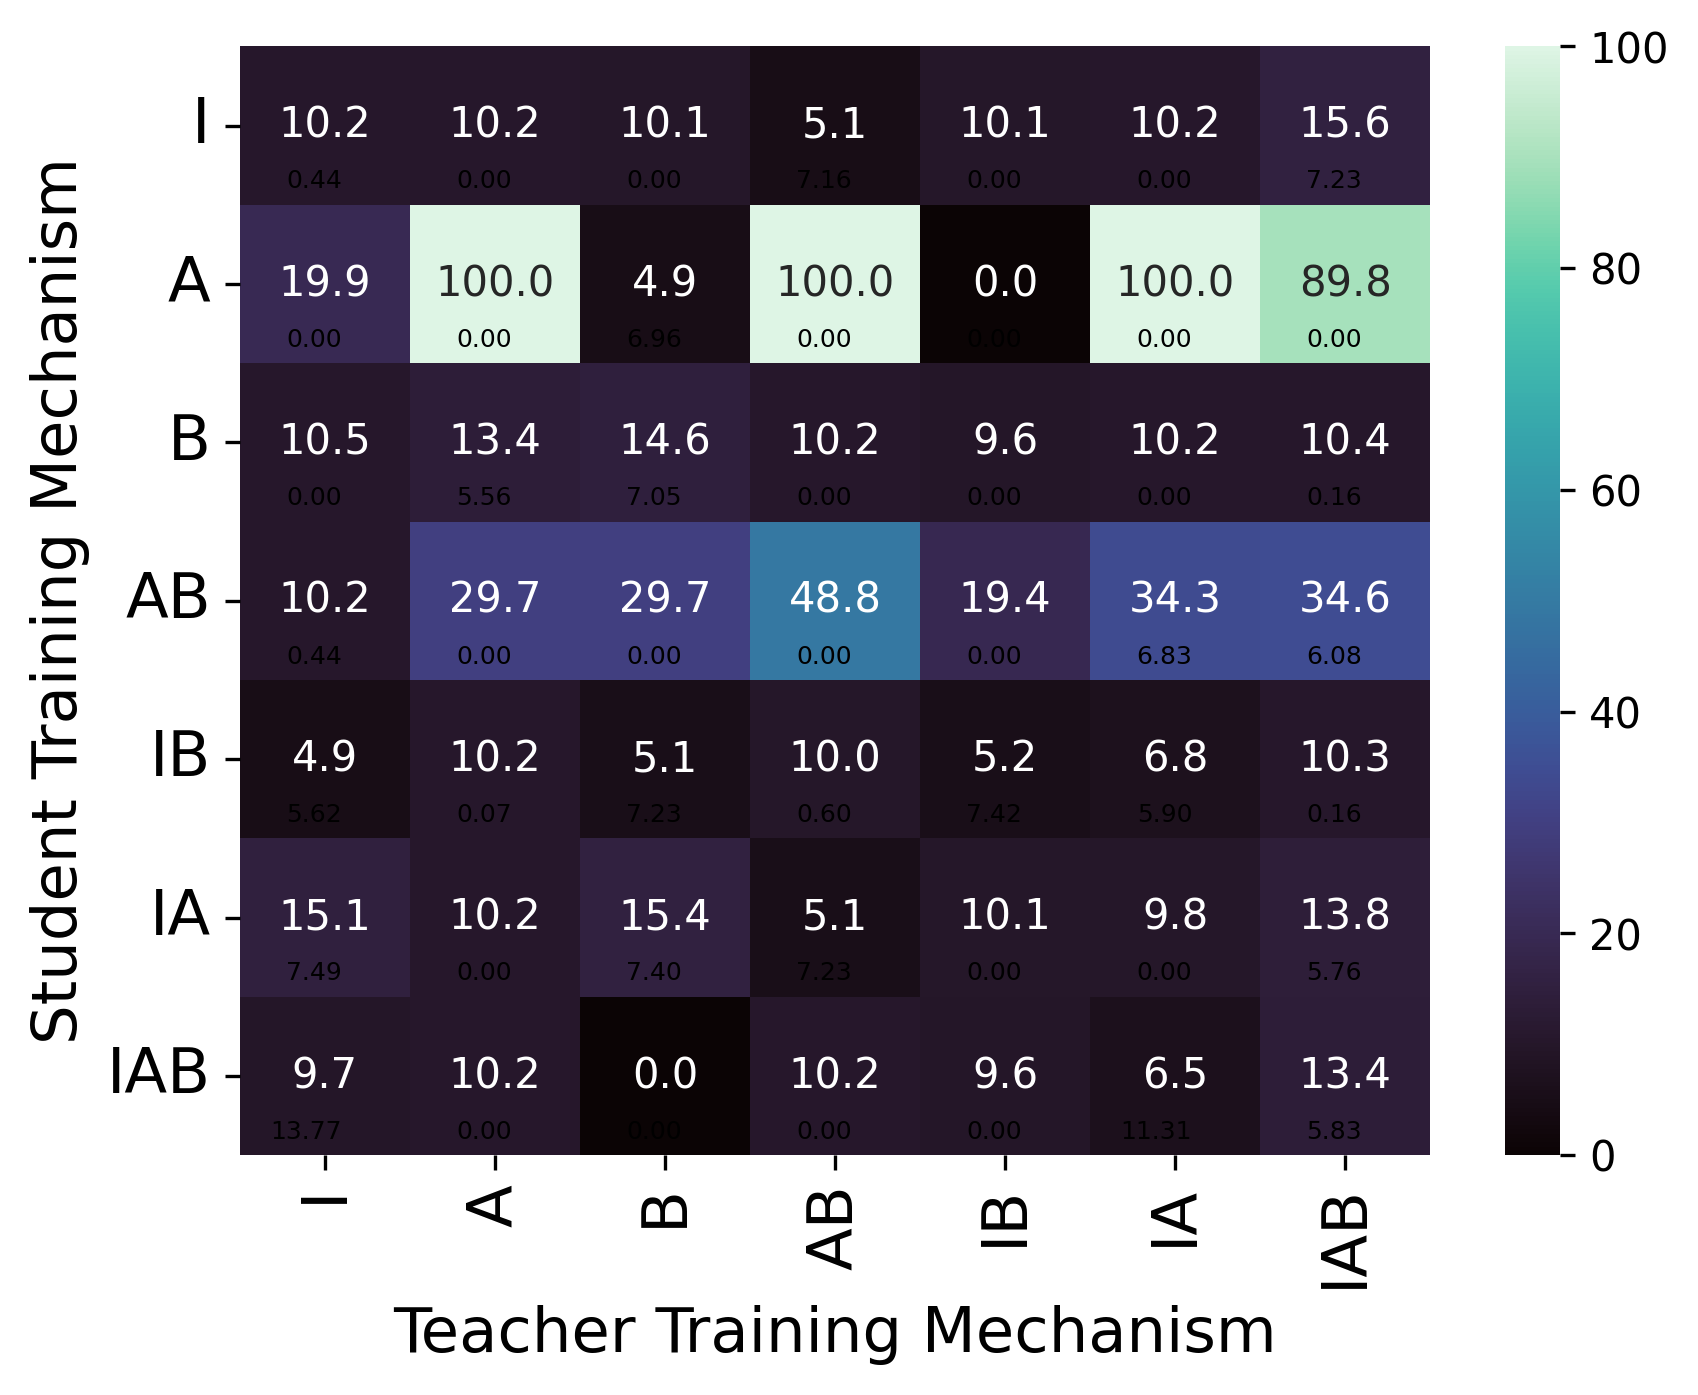 Student Training Mechanism
I 10.2 10.2 10.1 5.1 10.1 10.2 15.6
0.44 0.00 0.00 7.16 0.00 0.00 7.23
A 19.9 100.0 4.9 100.0 0.0 100.0 89.8
0.00 0.00 6.96 0.00 0.00 0.00 0.00
B 10.5 13.4 14.6 10.2 9.6 10.2 10.4
0.00 5.56 7.05 0.00 0.00 0.00 0.16
AB 10.2 29.7 29.7 48.8 19.4 34.3 34.6
0.44 0.00 0.00 0.00 0.00 6.83 6.08
IB 4.9 10.2 5.1 10.0 5.2 6.8 10.3
5.62 0.07 7.23 0.60 7.42 5.90 0.16
IA 15.1 10.2 15.4 5.1 10.1 9.8 13.8
7.49 0.00 7.40 7.23 0.00 0.00 5.76
IAB 9.7 10.2 0.0 10.2 9.6 6.5 13.4
13.77 0.00 0.00 0.00 0.00 11.31 5.83
I A B AB IB IA IAB
Teacher Training Mechanism
100
80
60
40
20
0